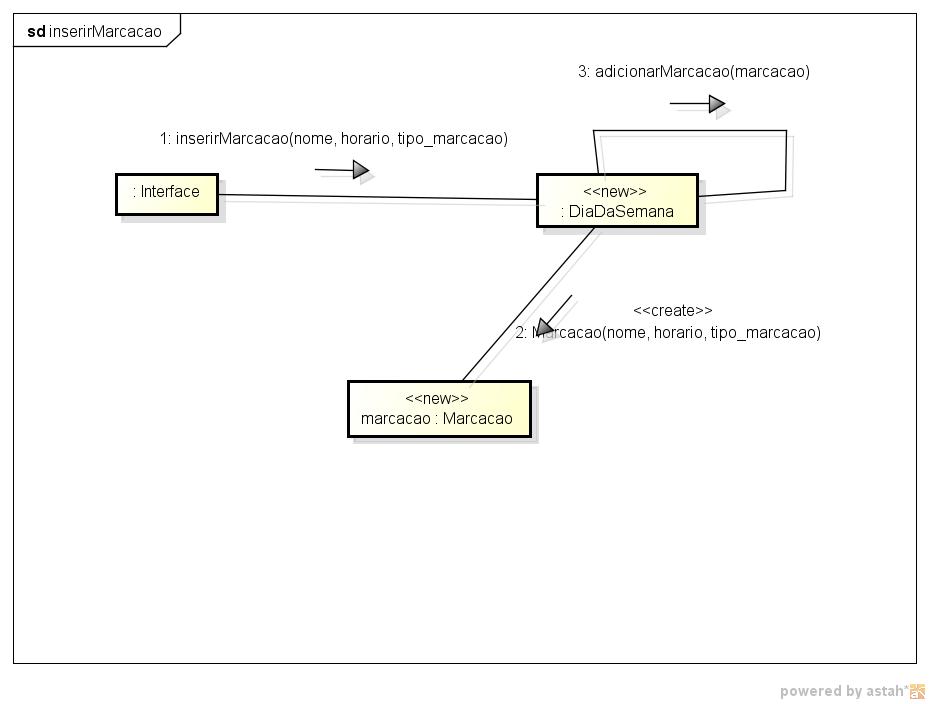 sd inserirMarcacao
3: adicionarMarcacao(marcacao)
1: inserirMarcacao(nome, horario, tipo_marcacao)
: Interface
<<new>>
: DiaDaSemana
<<create>>
2: Marcacao(nome, horario, tipo_marcacao)
<<new>>
marcacao : Marcacao
powered by astah*